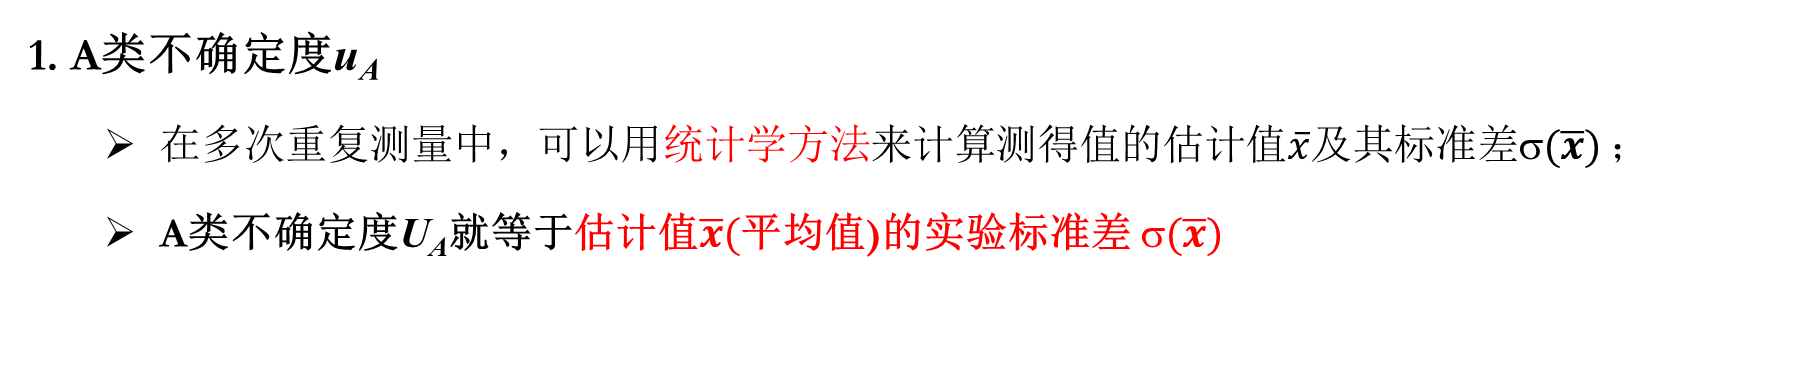 1. A类不确定度u_A
➢ 在多次重复测量中，可以用统计学方法来计算测得值的估计值x̄及其标准差σ(x̄)；
➢ A类不确定度U_A就等于估计值x̄(平均值)的实验标准差 σ(x̄)